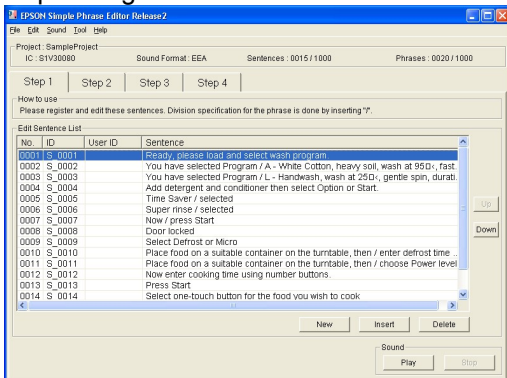 EPSON Simple Phrase Editor Release2
File Edit Sound Tool Help
Project : SampleProject
IC : S1V30080 Sound Format : EEA Sentences : 0015 / 1000 Phrases : 0020 / 1000
Step 1 Step 2 Step 3 Step 4
How to use
Please register and edit these sentences. Division specification for the phrase is done by inserting "/".
Edit Sentence List
No. ID User ID Sentence
0001 S_0001 Ready, please load and select wash program.
0002 S_0002 You have selected Program / A - White Cotton, heavy soil, wash at 95□<, fast.
0003 S_0003 You have selected Program / L - Handwash, wash at 25□<, gentle spin, durati.
0004 S_0004 Add detergent and conditioner then select Option or Start.
0005 S_0005 Time Saver / selected
0006 S_0006 Super rinse / selected
0007 S_0007 Now / press Start
0008 S_0008 Door locked
0009 S_0009 Select Defrost or Micro
0010 S_0010 Place food on a suitable container on the turntable, then / enter defrost time ..
0011 S_0011 Place food on a suitable container on the turntable, then / choose Power level
0012 S_0012 Now enter cooking time using number buttons.
0013 S_0013 Press Start
0014 S_0014 Select one-touch button for the food you wish to cook
Up
Down
New Insert Delete
Sound
Play Stop